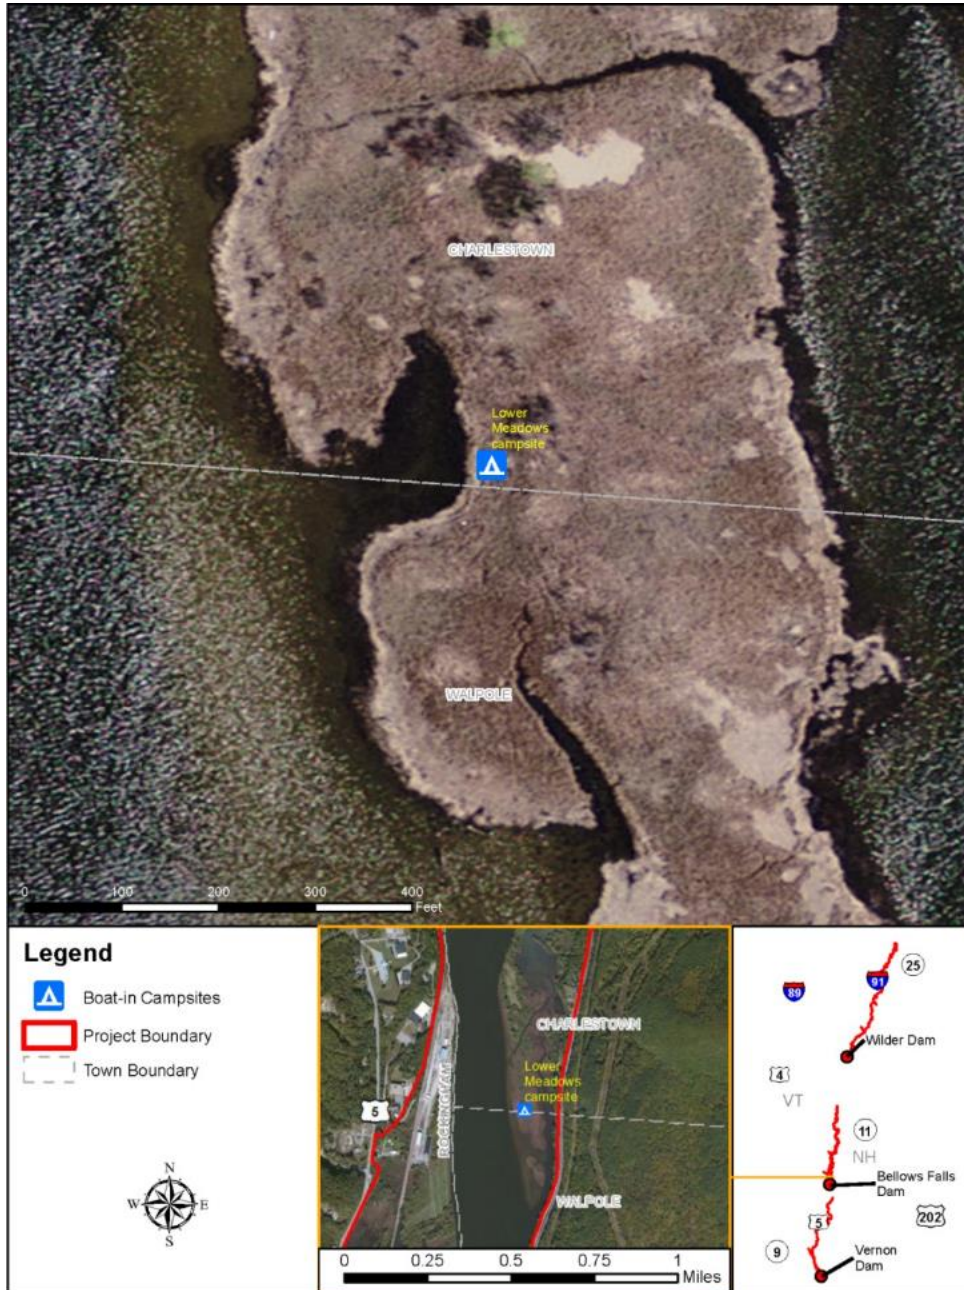 CHARLESTOWN
Lower
Meadows
campsite
WALPOLE
0 100 200 300 400
Feet
Legend
Boat-in Campsites
Project Boundary
Town Boundary
N
W E
S
CHARLESTOWN
Lower
Meadows
campsite
5
ROCKINGHAM
WALPOLE
0 0.25 0.5 0.75 1
Miles
25
91
89
Wilder Dam
4
VT
11
NH
Bellows Falls
Dam
202
5
9
Vernon
Dam